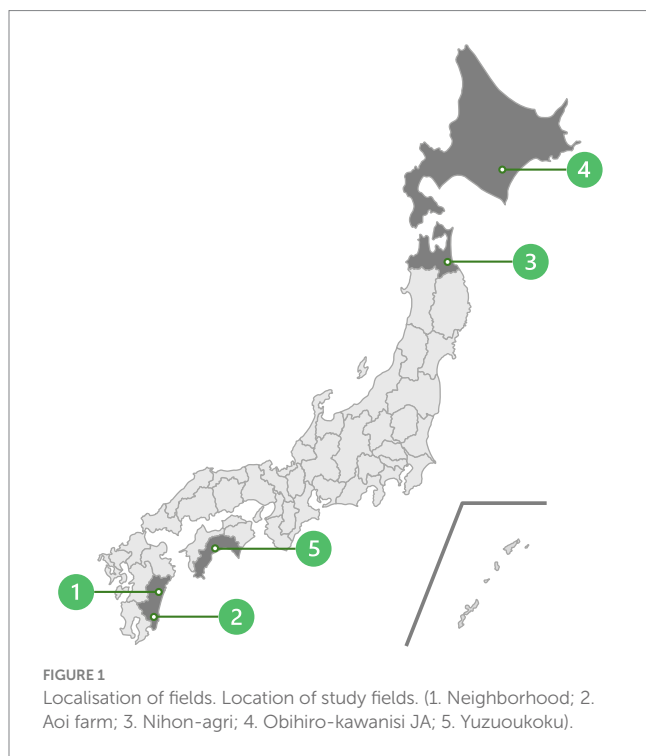 4
3
5
1
2
FIGURE 1
Localisation of fields. Location of study fields. (1. Neighborhood; 2.
Aoi farm; 3. Nihon-agri; 4. Obihiro-kawanisi JA; 5. Yuzuoukoku).